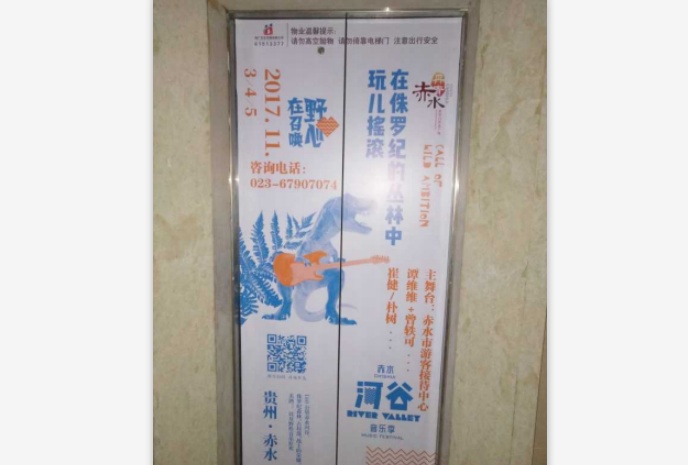 物业温馨提示:
请勿高空抛物 请勿倚靠电梯门 注意出行安全
67912271
在侏罗纪的丛林中
玩儿摇滚
赤水
CALL OF
WILD AMBITION
野心
在召唤
2017.11.
3/4/5
咨询电话:
023-67907074
主舞台:赤水市游客接待中心
谭维维+曾轶可...
崔健/朴树...
赤水
河谷
RIVER VALLEY
音乐季
MUSIC FESTIVAL
贵州·赤水